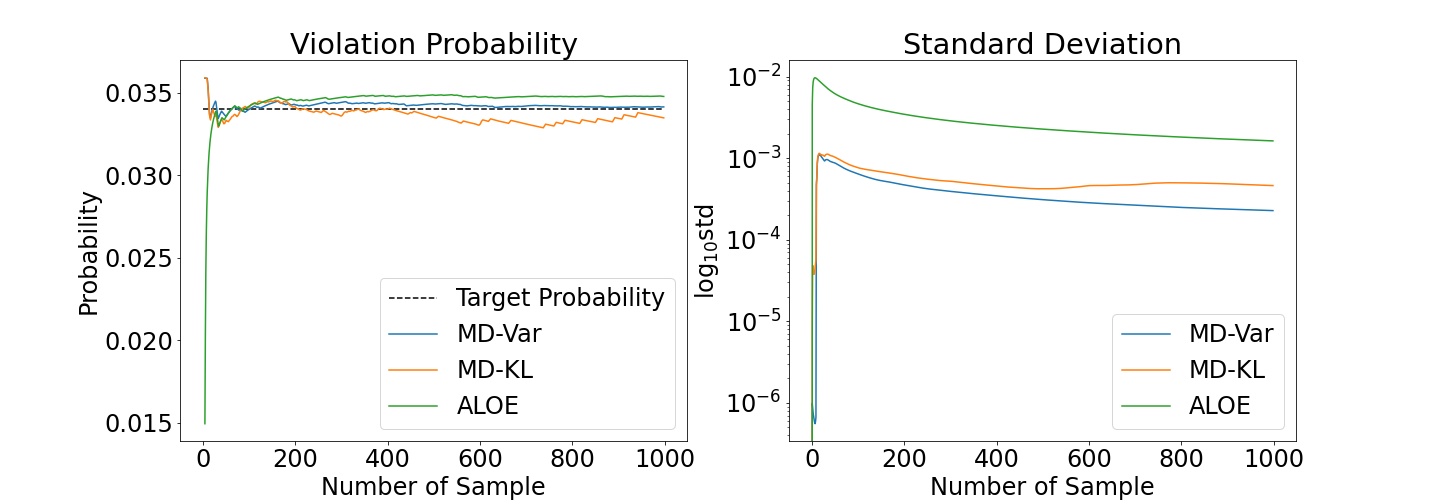 Violation Probability
Probability
0.035
0.030
0.025
0.020
0.015
Target Probability
MD-Var
MD-KL
ALOE
0 200 400 600 800 1000
Number of Sample
Standard Deviation
log₁₀std
10⁻²
10⁻³
10⁻⁴
10⁻⁵
10⁻⁶
MD-Var
MD-KL
ALOE
0 200 400 600 800 1000
Number of Sample